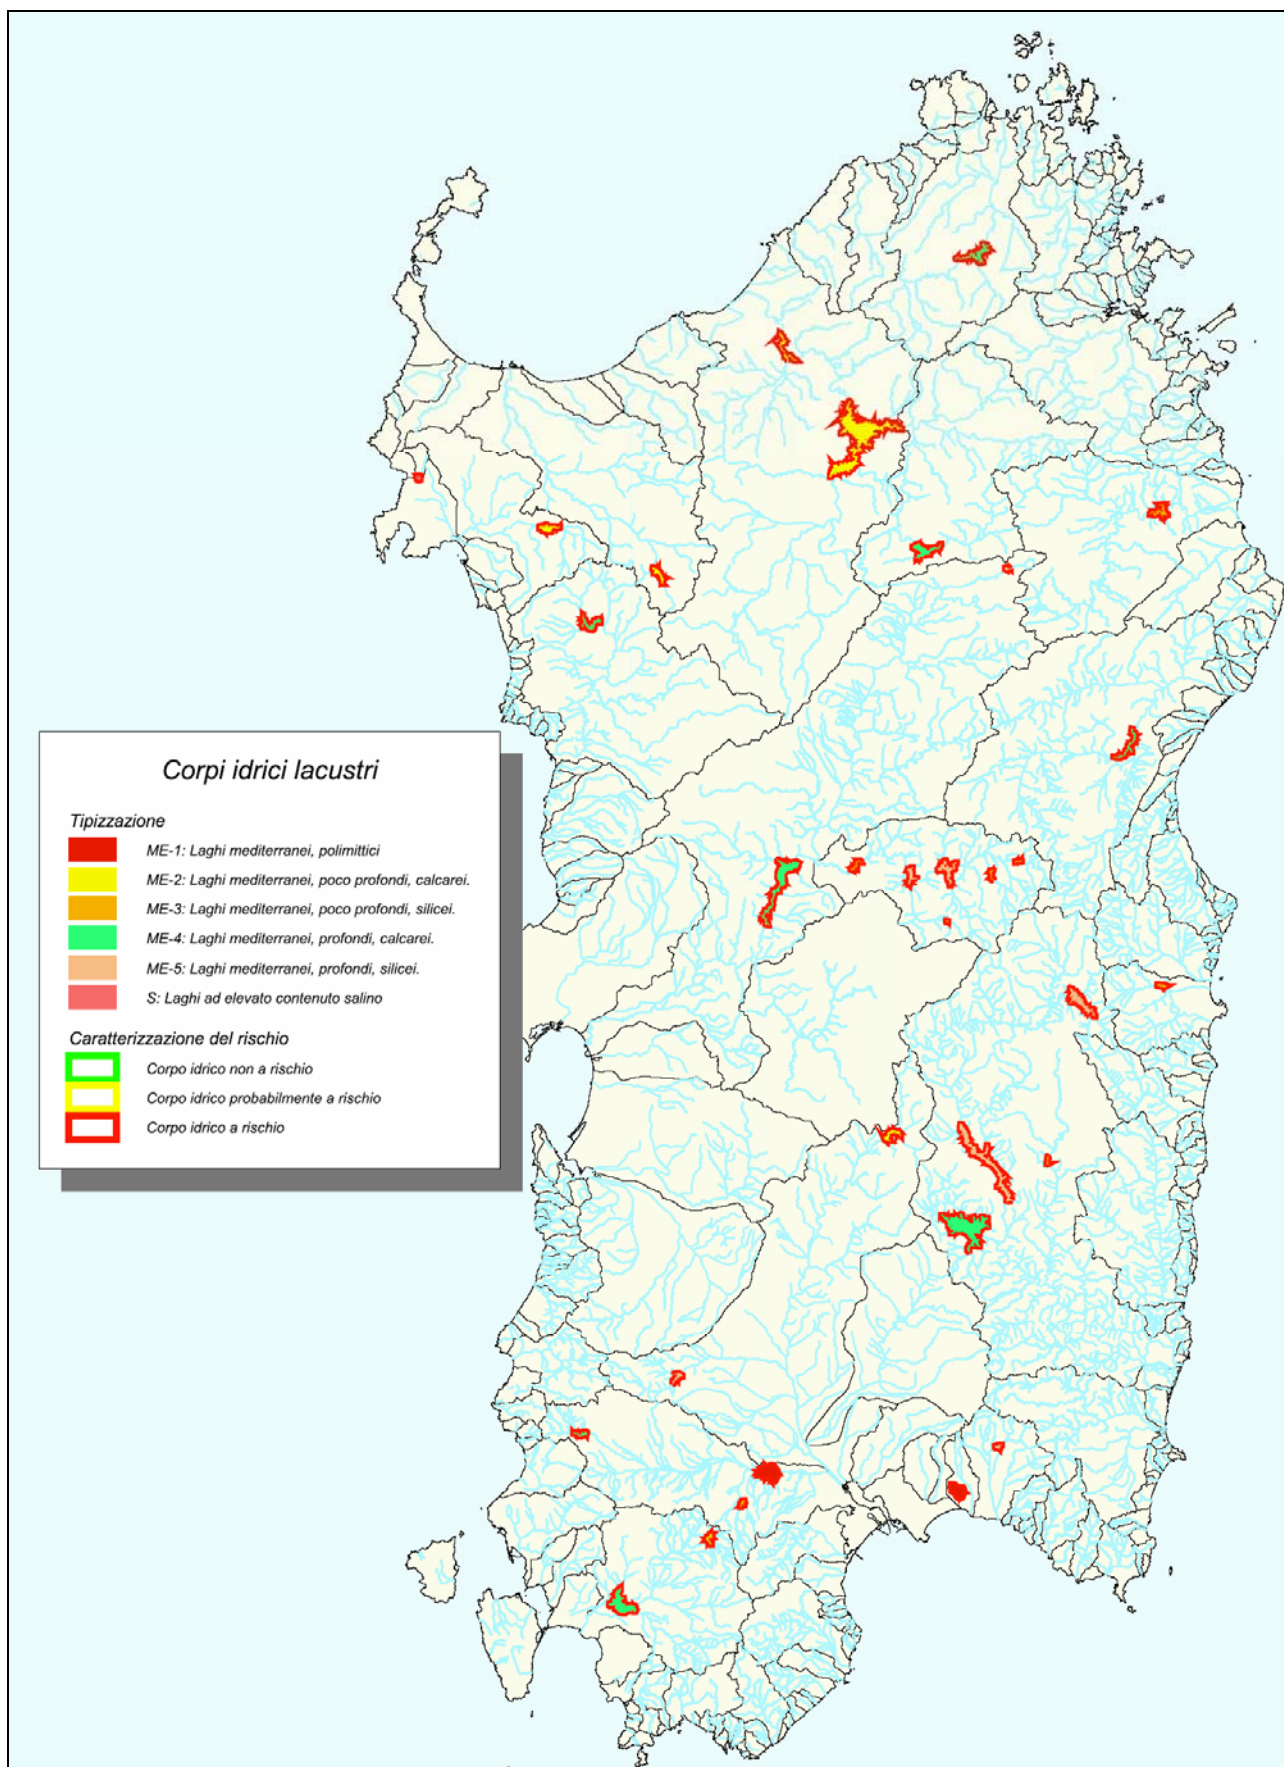 Corpi idrici lacustri
Tipizzazione
ME-1: Laghi mediterranei, polimittici
ME-2: Laghi mediterranei, poco profondi, calcarei.
ME-3: Laghi mediterranei, poco profondi, silicei.
ME-4: Laghi mediterranei, profondi, calcarei.
ME-5: Laghi mediterranei, profondi, silicei.
S: Laghi ad elevato contenuto salino
Caratterizzazione del rischio
Corpo idrico non a rischio
Corpo idrico probabilmente a rischio
Corpo idrico a rischio